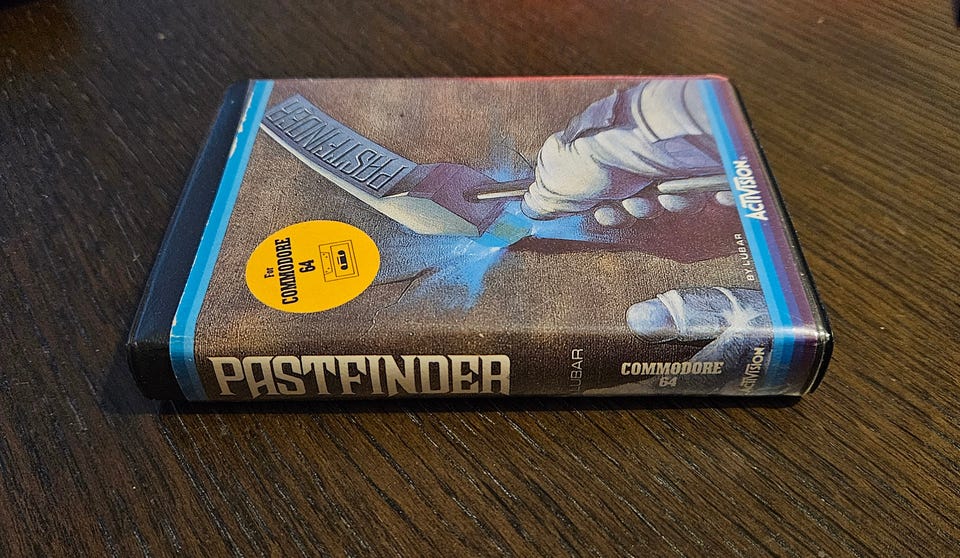 PASTFINDER
For
COMMODORE
64
BY LUBAR
ACTIVISION®
PASTFINDER
LUBAR
COMMODORE
64
ACTIVISION